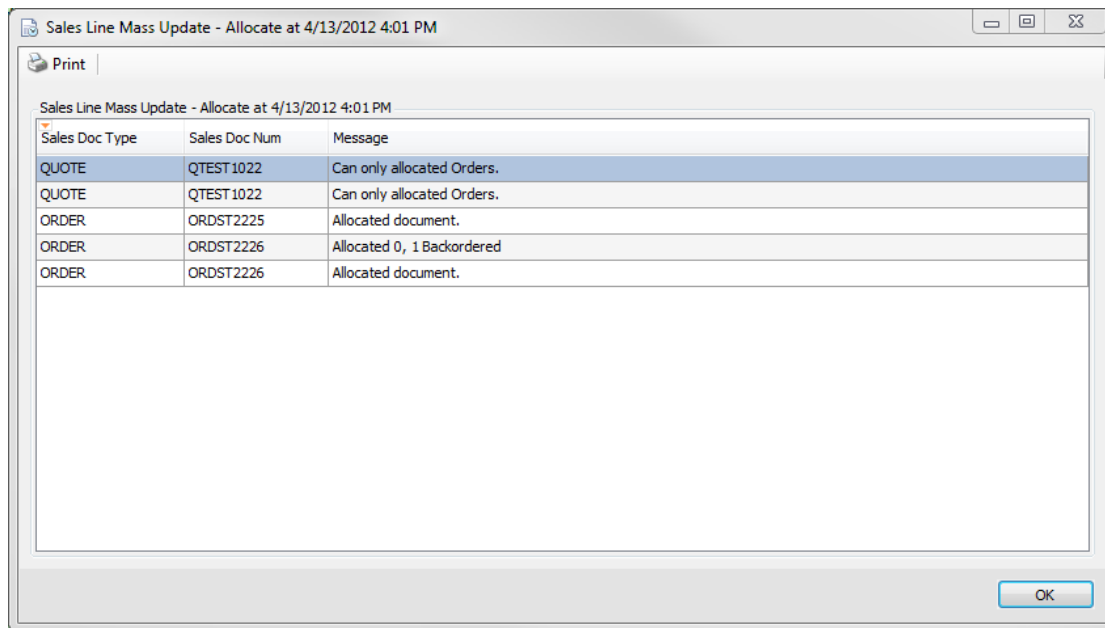 Sales Line Mass Update - Allocate at 4/13/2012 4:01 PM
Print
Sales Line Mass Update - Allocate at 4/13/2012 4:01 PM
Sales Doc Type Sales Doc Num Message
QUOTE QTEST1022 Can only allocated Orders.
QUOTE QTEST1022 Can only allocated Orders.
ORDER ORDST2225 Allocated document.
ORDER ORDST2226 Allocated 0, 1 Backordered
ORDER ORDST2226 Allocated document.
OK